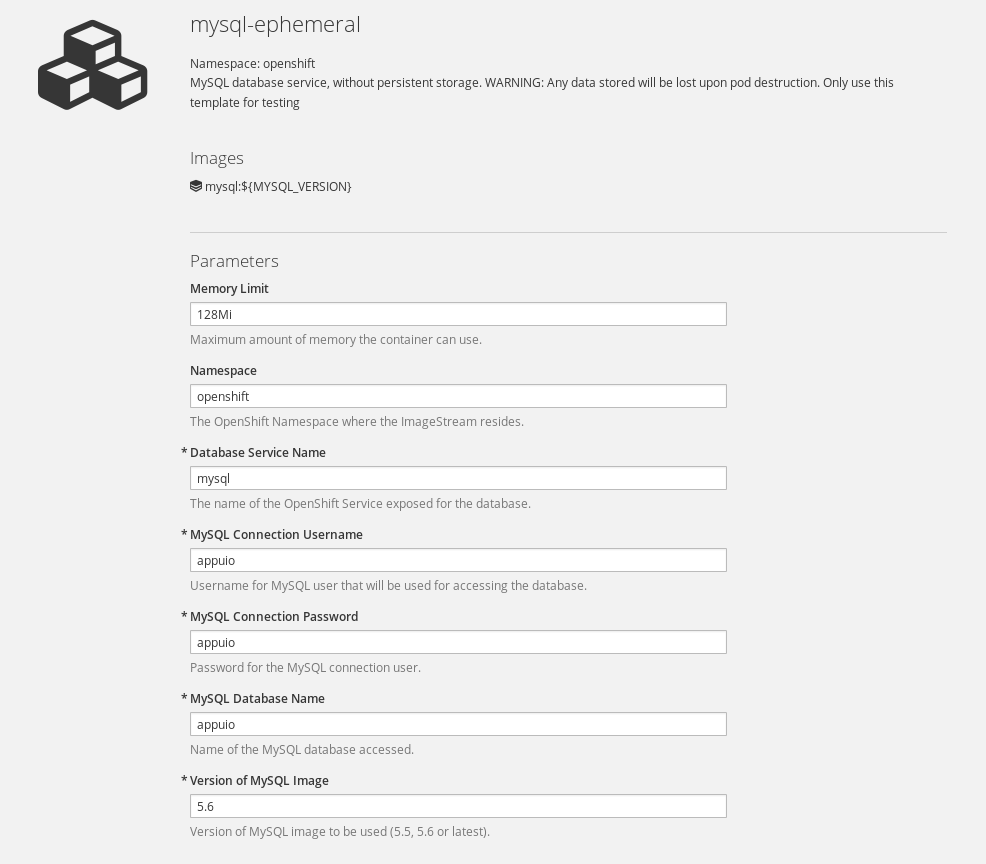 mysql-ephemeral
Namespace: openshift
MySQL database service, without persistent storage. WARNING: Any data stored will be lost upon pod destruction. Only use this
template for testing
Images
mysql:${MYSQL_VERSION}
Parameters
Memory Limit
128Mi
Maximum amount of memory the container can use.
Namespace
openshift
The OpenShift Namespace where the ImageStream resides.
* Database Service Name
mysql
The name of the OpenShift Service exposed for the database.
* MySQL Connection Username
appuio
Username for MySQL user that will be used for accessing the database.
* MySQL Connection Password
appuio
Password for the MySQL connection user.
* MySQL Database Name
appuio
Name of the MySQL database accessed.
* Version of MySQL Image
5.6
Version of MySQL image to be used (5.5, 5.6 or latest).